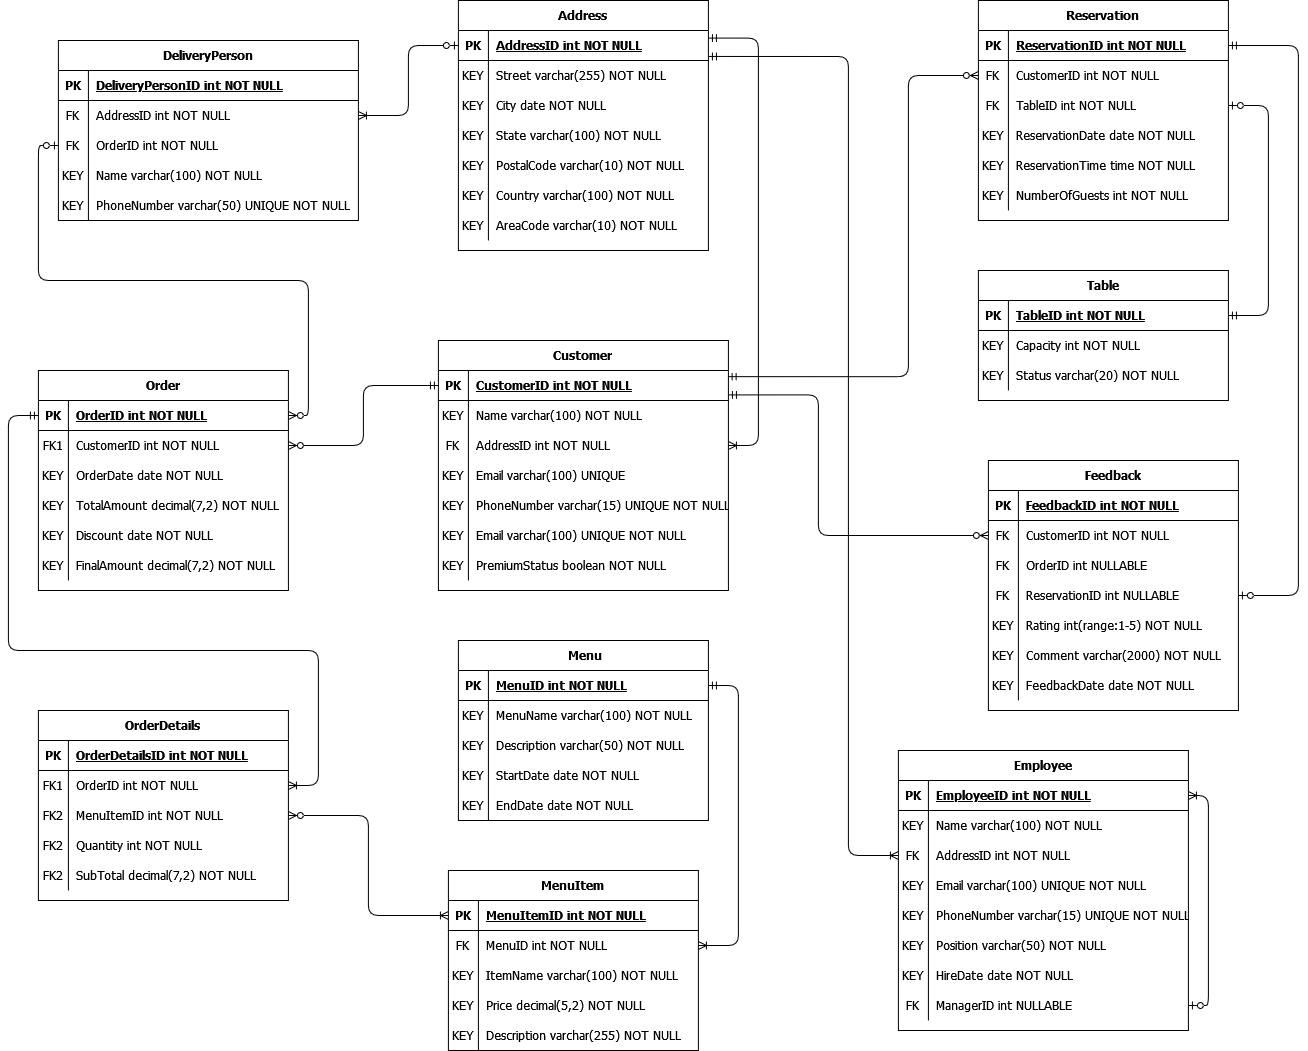 DeliveryPerson
PK DeliveryPersonID int NOT NULL
FK AddressID int NOT NULL
FK OrderID int NOT NULL
KEY Name varchar(100) NOT NULL
KEY PhoneNumber varchar(50) UNIQUE NOT NULL
Address
PK AddressID int NOT NULL
KEY Street varchar(255) NOT NULL
KEY City date NOT NULL
KEY State varchar(100) NOT NULL
KEY PostalCode varchar(10) NOT NULL
KEY Country varchar(100) NOT NULL
KEY AreaCode varchar(10) NOT NULL
Reservation
PK ReservationID int NOT NULL
FK CustomerID int NOT NULL
FK TableID int NOT NULL
KEY ReservationDate date NOT NULL
KEY ReservationTime time NOT NULL
KEY NumberOfGuests int NOT NULL
Table
PK TableID int NOT NULL
KEY Capacity int NOT NULL
KEY Status varchar(20) NOT NULL
Order
PK OrderID int NOT NULL
FK1 CustomerID int NOT NULL
KEY OrderDate date NOT NULL
KEY TotalAmount decimal(7,2) NOT NULL
KEY Discount date NOT NULL
KEY FinalAmount decimal(7,2) NOT NULL
Customer
PK CustomerID int NOT NULL
KEY Name varchar(100) NOT NULL
FK AddressID int NOT NULL
KEY Email varchar(100) UNIQUE
KEY PhoneNumber varchar(15) UNIQUE NOT NULL
KEY Email varchar(100) UNIQUE NOT NULL
KEY PremiumStatus boolean NOT NULL
Feedback
PK FeedbackID int NOT NULL
FK CustomerID int NOT NULL
FK OrderID int NULLABLE
FK ReservationID int NULLABLE
KEY Rating int(range:1-5) NOT NULL
KEY Comment varchar(2000) NOT NULL
KEY FeedbackDate date NOT NULL
OrderDetails
PK OrderDetailsID int NOT NULL
FK1 OrderID int NOT NULL
FK2 MenuItemID int NOT NULL
FK2 Quantity int NOT NULL
FK2 SubTotal decimal(7,2) NOT NULL
Menu
PK MenuID int NOT NULL
KEY MenuName varchar(100) NOT NULL
KEY Description varchar(50) NOT NULL
KEY StartDate date NOT NULL
KEY EndDate date NOT NULL
MenuItem
PK MenuItemID int NOT NULL
FK MenuID int NOT NULL
KEY ItemName varchar(100) NOT NULL
KEY Price decimal(5,2) NOT NULL
KEY Description varchar(255) NOT NULL
Employee
PK EmployeeID int NOT NULL
KEY Name varchar(100) NOT NULL
FK AddressID int NOT NULL
KEY Email varchar(100) UNIQUE NOT NULL
KEY PhoneNumber varchar(15) UNIQUE NOT NULL
KEY Position varchar(50) NOT NULL
KEY HireDate date NOT NULL
FK ManagerID int NULLABLE